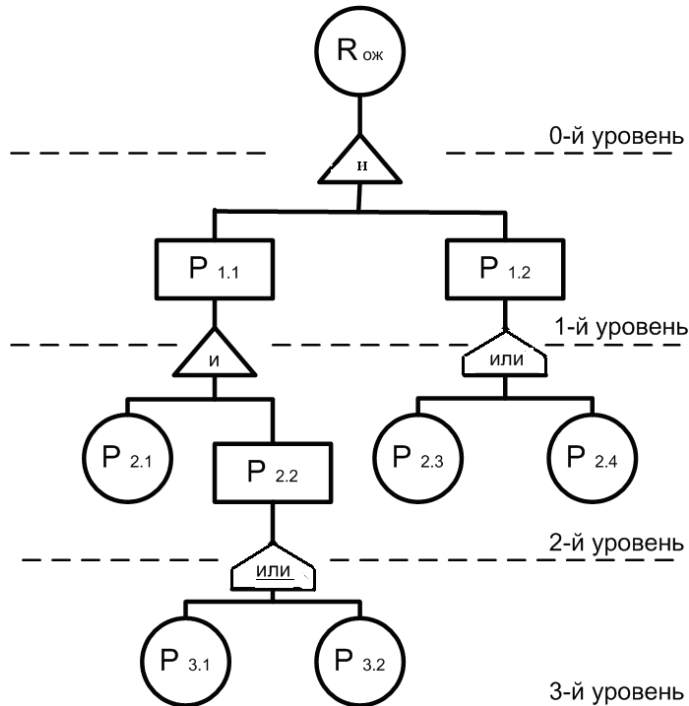 R ож
0-й уровень
и
P 1.1
P 1.2
1-й уровень
и
или
P 2.1
P 2.2
P 2.3
P 2.4
2-й уровень
или
P 3.1
P 3.2
3-й уровень